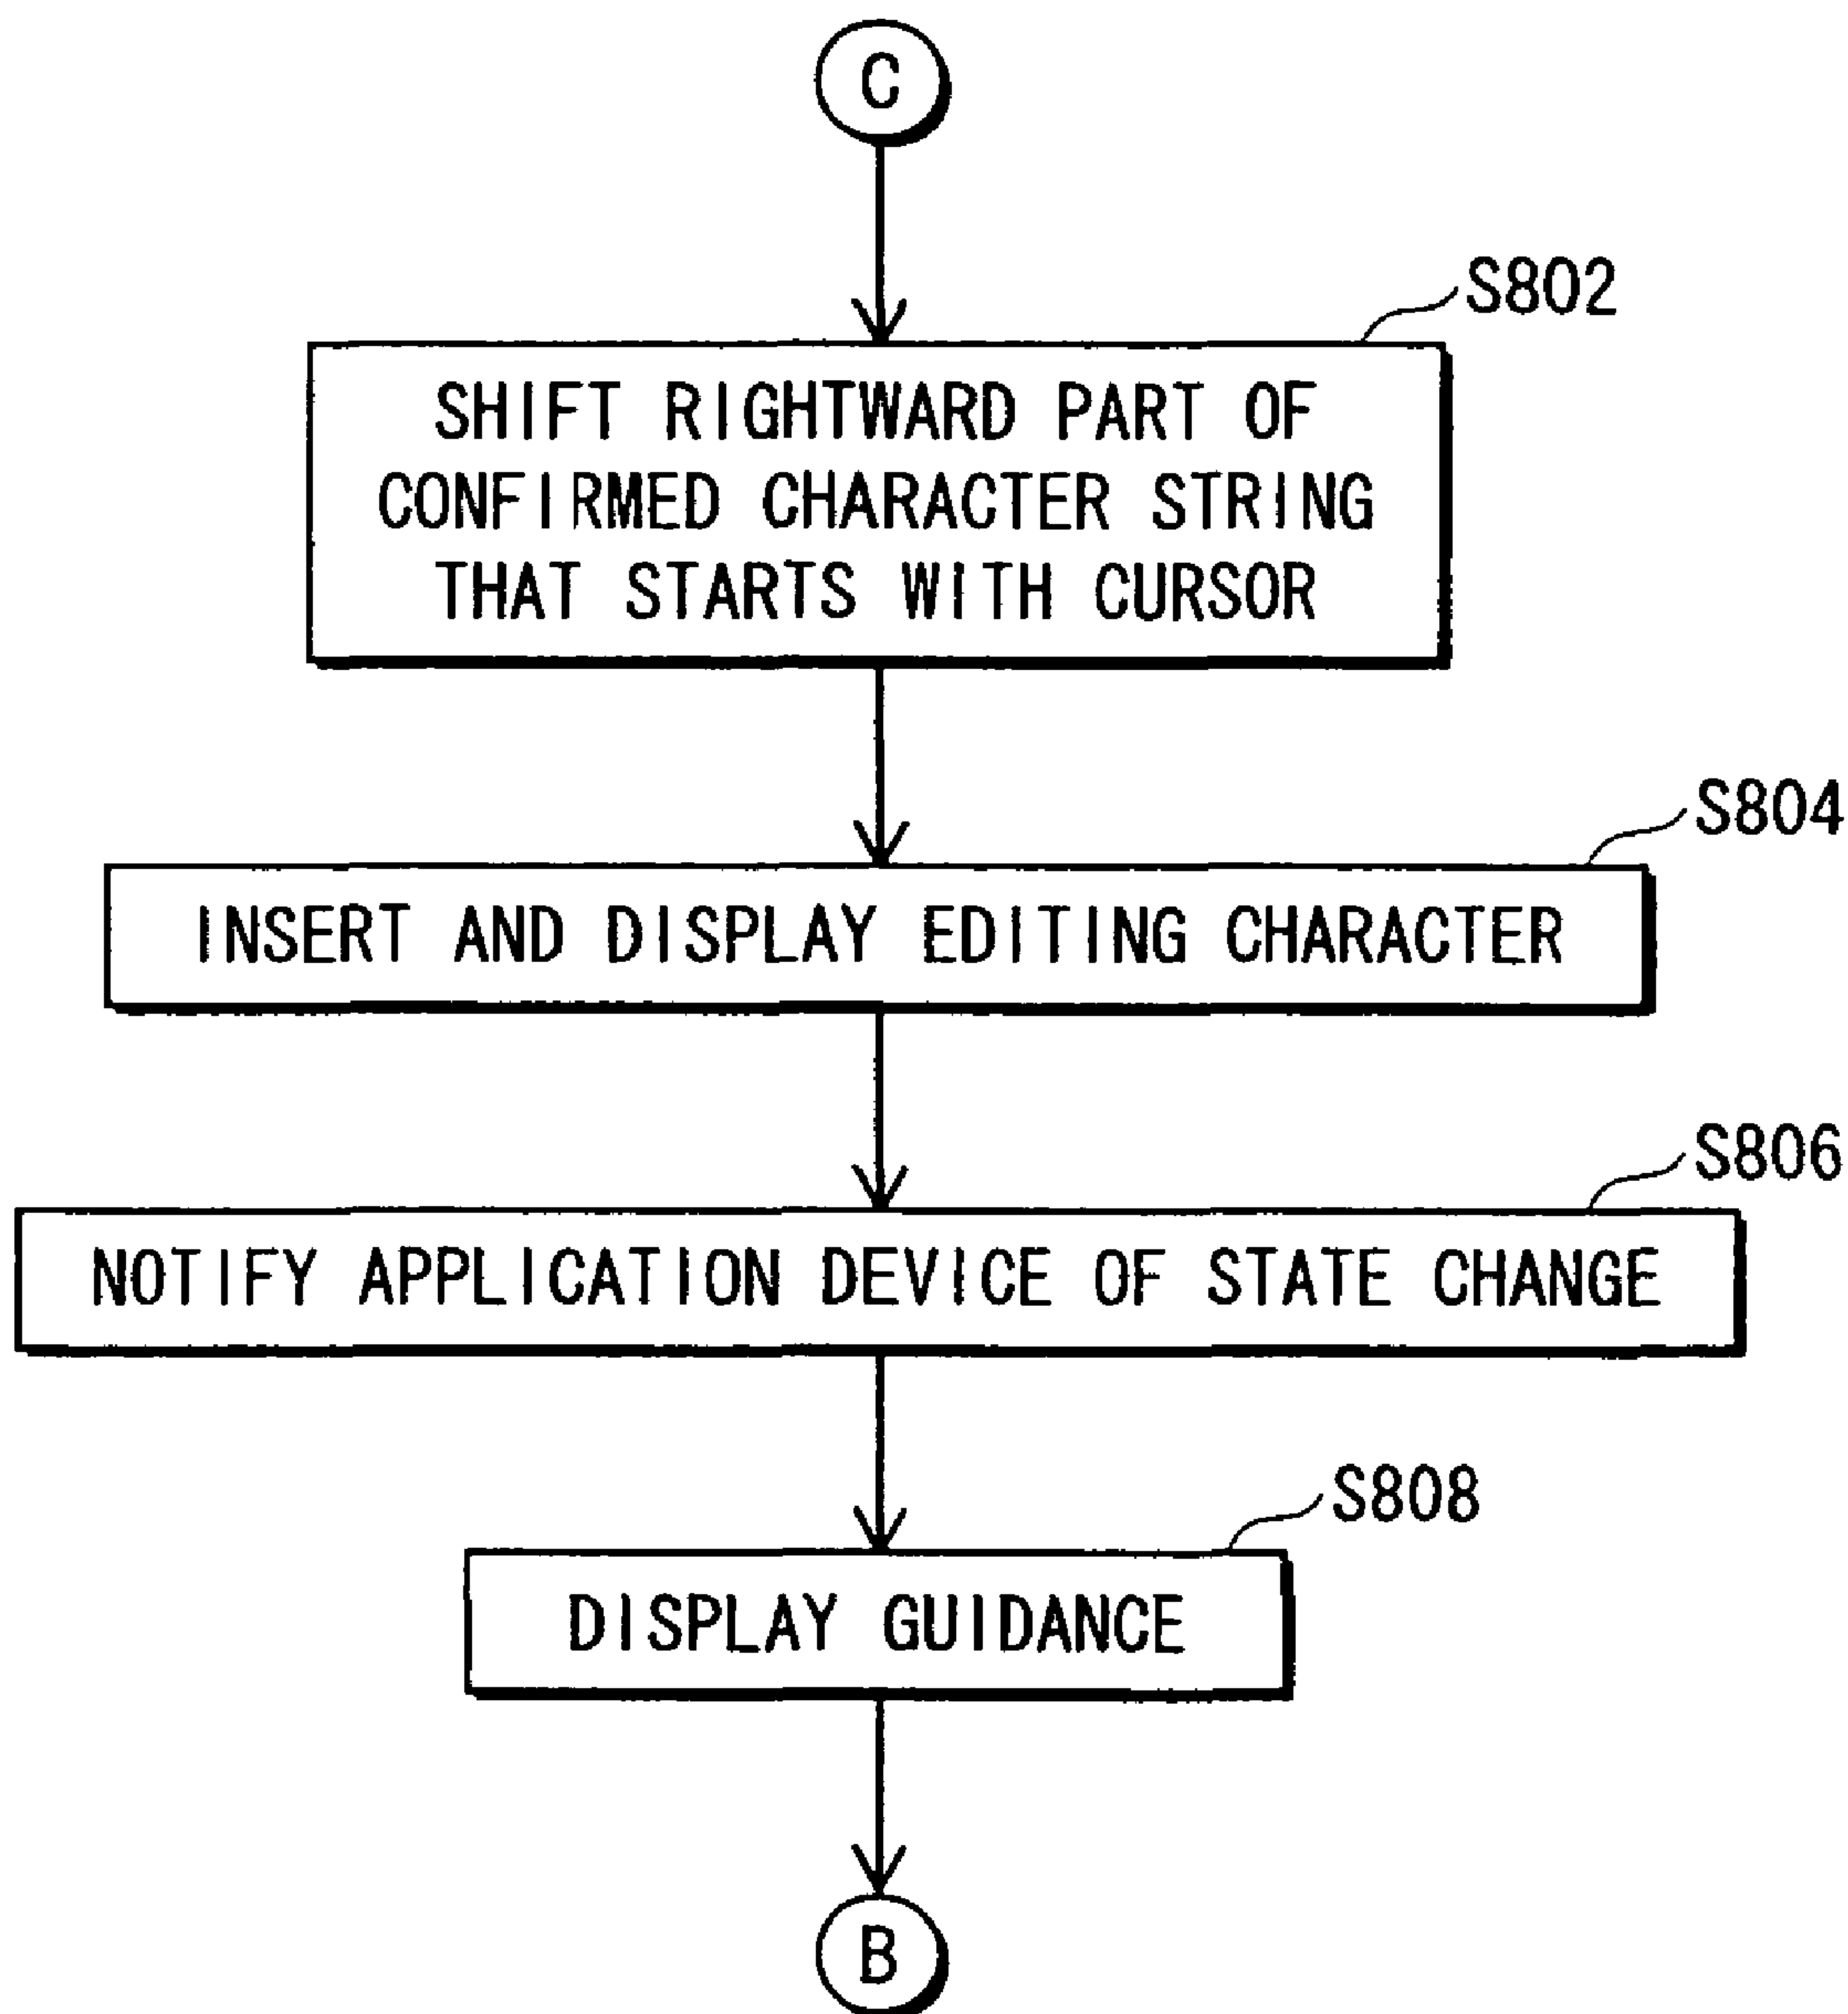 C
S802
SHIFT RIGHTWARD PART OF
CONFIRMED CHARACTER STRING
THAT STARTS WITH CURSOR
S804
INSERT AND DISPLAY EDITING CHARACTER
S806
NOTIFY APPLICATION DEVICE OF STATE CHANGE
S808
DISPLAY GUIDANCE
B